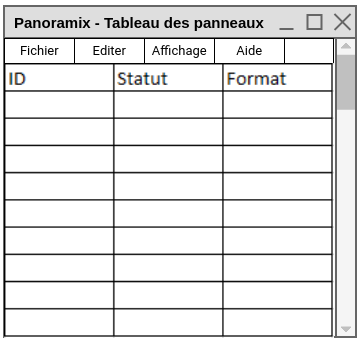 Panoramix - Tableau des panneaux
Fichier Editer Affichage Aide
ID Statut Format